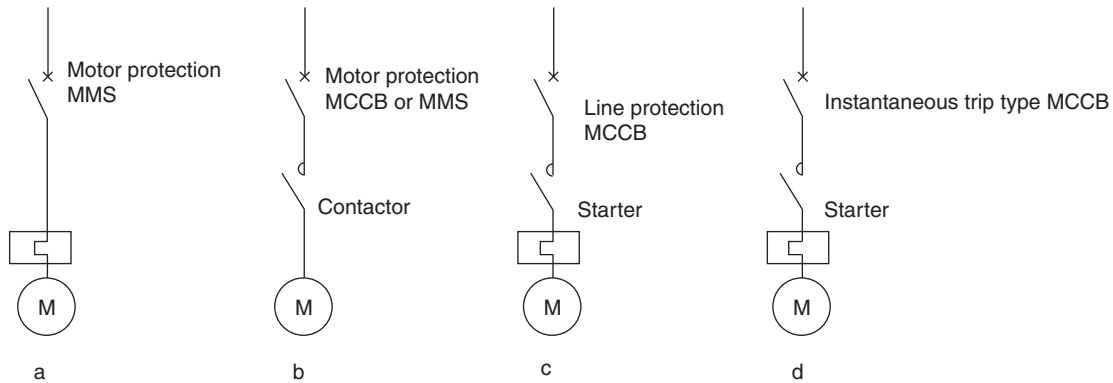 Motor protection
MMS
Motor protection
MCCB or MMS
Line protection
MCCB
Instantaneous trip type MCCB
Contactor
Starter
Starter
M
M
M
M
a
b
c
d